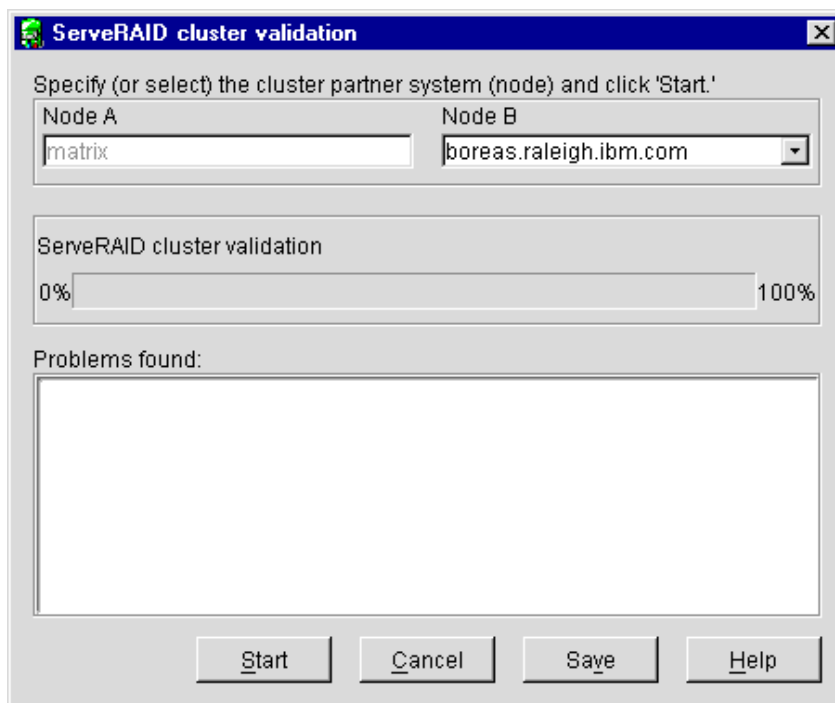 ServeRAID cluster validation
Specify (or select) the cluster partner system (node) and click 'Start.'
Node A
Node B
matrix
boreas.raleigh.ibm.com
ServeRAID cluster validation
0%
100%
Problems found:
Start
Cancel
Save
Help